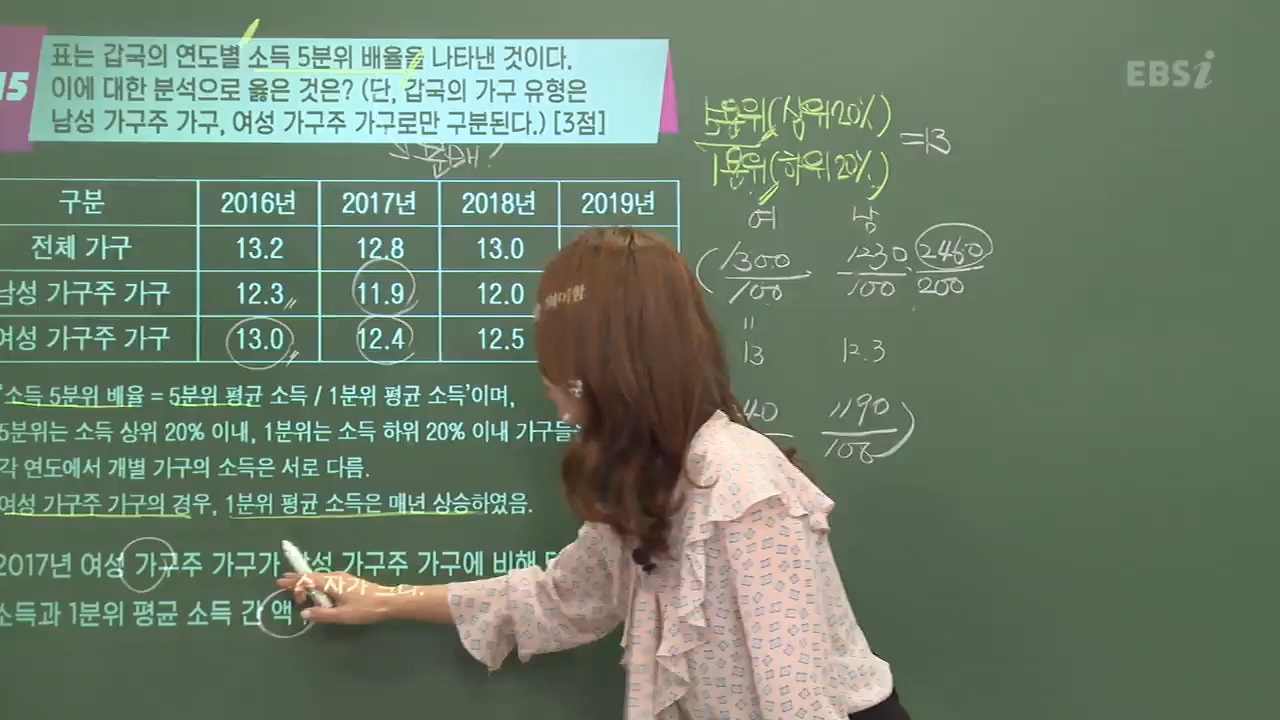 15
표는 갑국의 연도별 소득 5분위 배율을 나타낸 것이다.
이에 대한 분석으로 옳은 것은? (단, 갑국의 가구 유형은
남성 가구주 가구, 여성 가구주 가구로만 구분된다.) [3점]
EBSi
구분 2016년 2017년 2018년 2019년
전체 가구 13.2 12.8 13.0
남성 가구주 가구 12.3 11.9 12.0
여성 가구주 가구 13.0 12.4 12.5
'소득 5분위 배율 = 5분위 평균 소득 / 1분위 평균 소득'이며,
5분위는 소득 상위 20% 이내, 1분위는 소득 하위 20% 이내 가구들
각 연도에서 개별 가구의 소득은 서로 다름.
여성 가구주 가구의 경우, 1분위 평균 소득은 매년 상승하였음.
2017년 여성 가구주 가구가 남성 가구주 가구에 비해
소득과 1분위 평균 소득 간 액
수 자가 크다.
5분위(상위20%)
1분위(하위20%)
=13
여 남
1300 1230 2460
100 100 200
=
13 12.3
40 1190
100